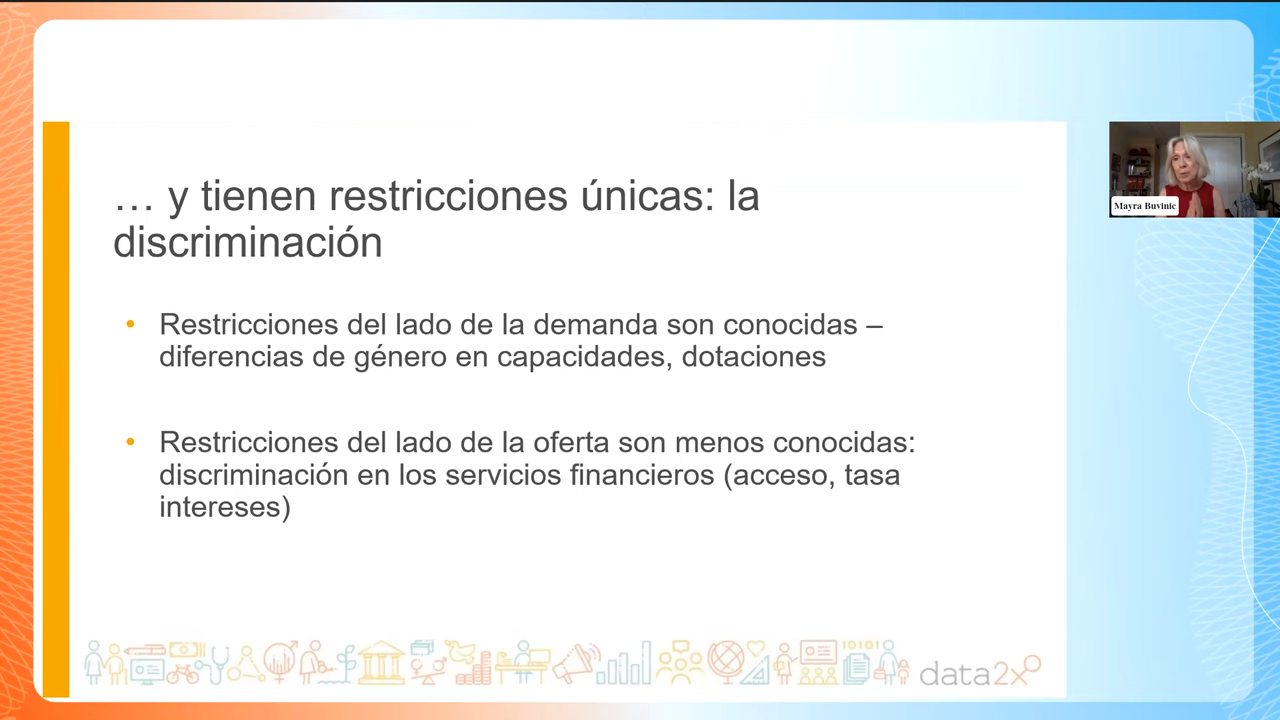 … y tienen restricciones únicas: la
discriminación
• Restricciones del lado de la demanda son conocidas –
diferencias de género en capacidades, dotaciones
• Restricciones del lado de la oferta son menos conocidas:
discriminación en los servicios financieros (acceso, tasa
intereses)
Mayra Buvinic
10101
data2x